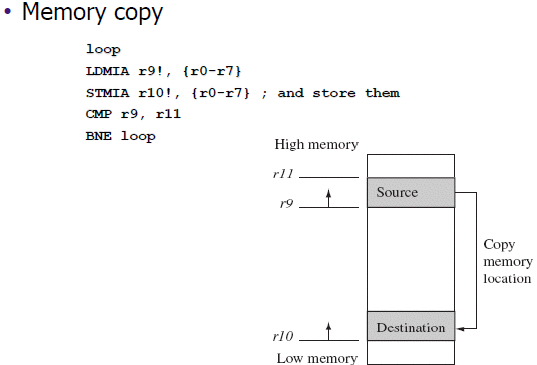 • Memory copy
loop
LDMIA r9!, {r0-r7}
STMIA r10!, {r0-r7} ; and store them
CMP r9, r11
BNE loop
High memory
r11
Source
r9
Copy
memory
location
Destination
r10
Low memory